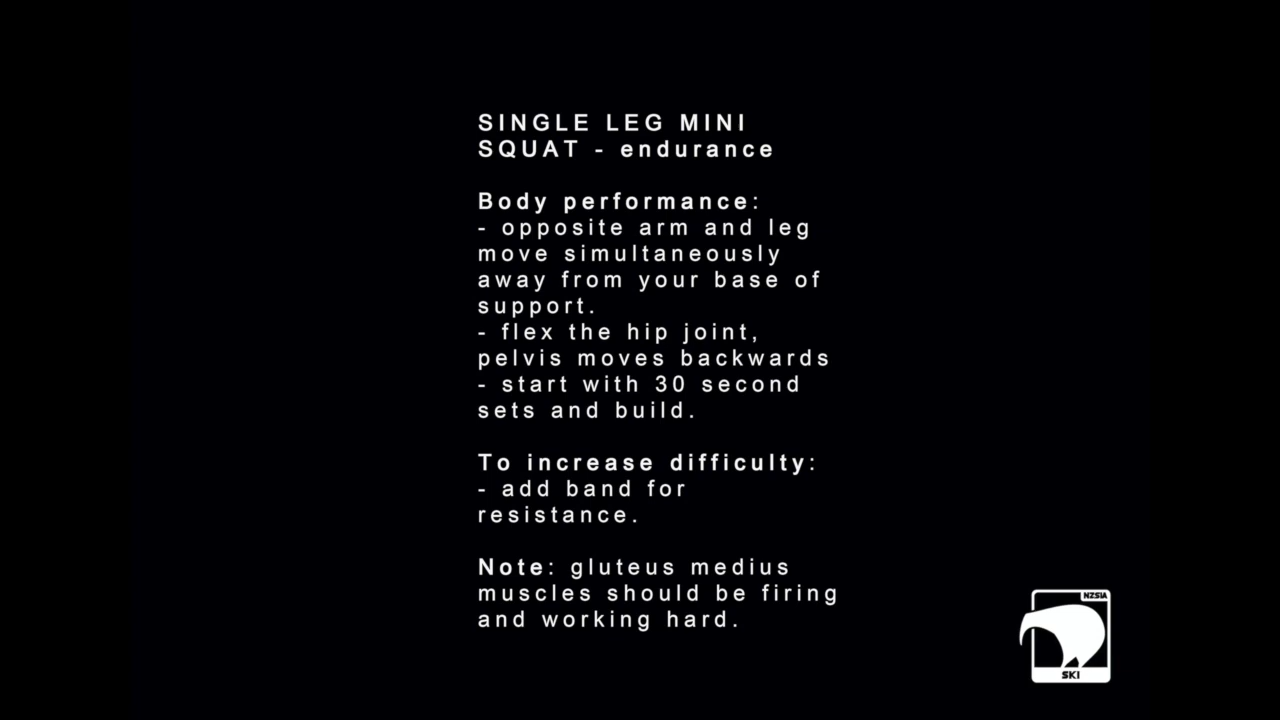 SINGLE LEG MINI
SQUAT - endurance
Body performance:
- opposite arm and leg
move simultaneously
away from your base of
support.
- flex the hip joint,
pelvis moves backwards
- start with 30 second
sets and build.
To increase difficulty:
- add band for
resistance.
Note: gluteus medius
muscles should be firing
and working hard.
NZSIA
SKI